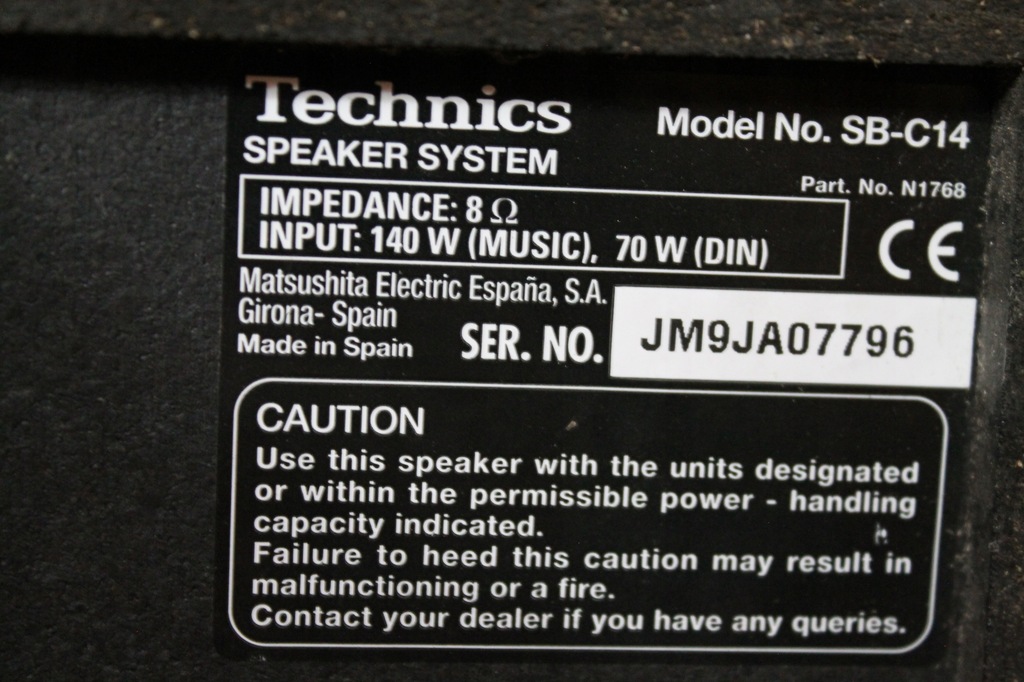 Technics
Model No. SB-C14
SPEAKER SYSTEM
Part. No. N1768
IMPEDANCE: 8 Ω
INPUT: 140 W (MUSIC), 70 W (DIN)
CE
Matsushita Electric España, S.A.
Girona- Spain
Made in Spain
SER. NO.
JM9JA07796
CAUTION
Use this speaker with the units designated
or within the permissible power - handling
capacity indicated.
Failure to heed this caution may result in
malfunctioning or a fire.
Contact your dealer if you have any queries.